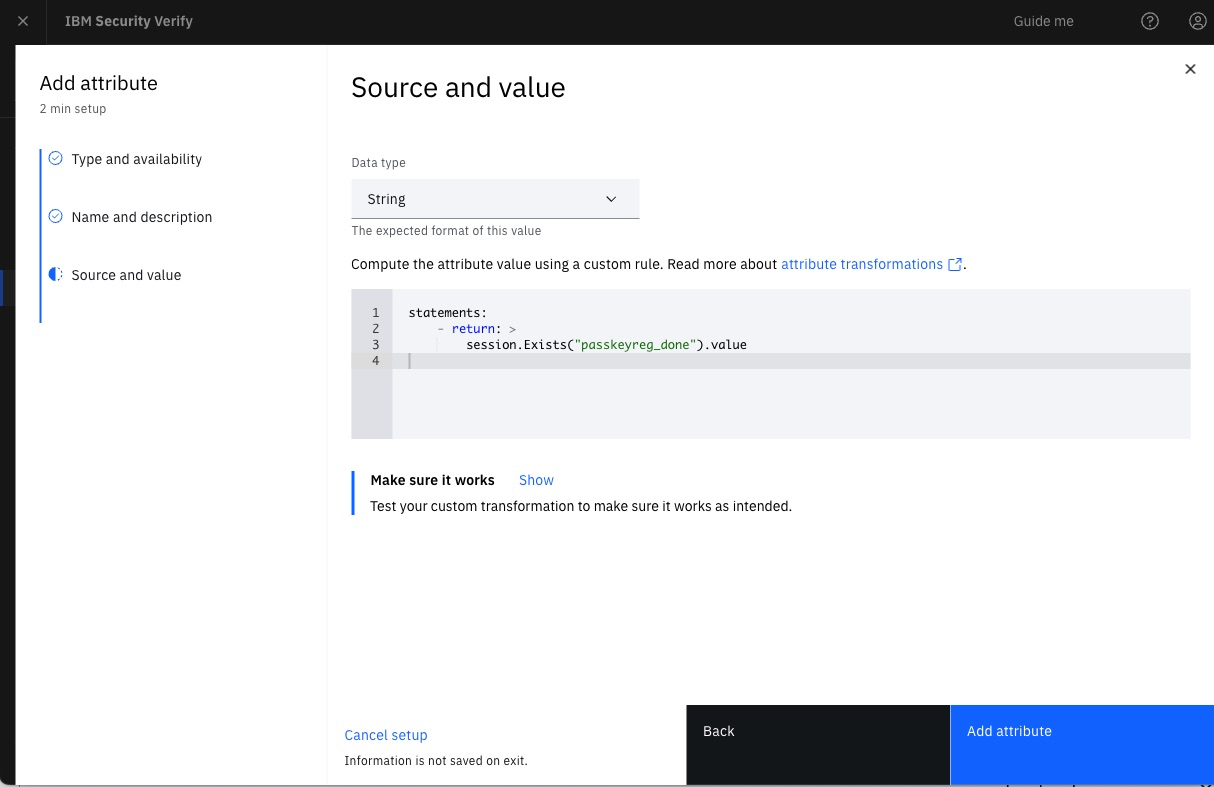 IBM Security Verify
Guide me
Add attribute
2 min setup
Type and availability
Name and description
Source and value
Source and value
Data type
String
The expected format of this value
Compute the attribute value using a custom rule. Read more about attribute transformations.
1 statements:
2     - return: >
3         session.Exists("passkeyreg_done").value
4
Make sure it works Show
Test your custom transformation to make sure it works as intended.
Cancel setup
Information is not saved on exit.
Back
Add attribute